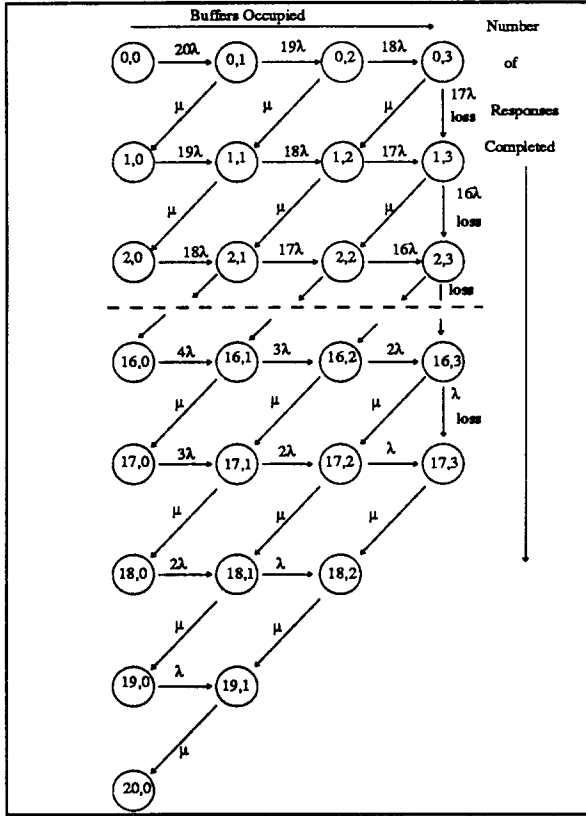 Buffers Occupied
Number
of
Responses
Completed
0,0 20λ 0,1 19λ 0,2 18λ 0,3
μ μ μ 17λ
loss
1,0 19λ 1,1 18λ 1,2 17λ 1,3
μ μ μ 16λ
loss
2,0 18λ 2,1 17λ 2,2 16λ 2,3
loss
16,0 4λ 16,1 3λ 16,2 2λ 16,3
μ μ μ λ
loss
17,0 3λ 17,1 2λ 17,2 λ 17,3
μ μ μ
18,0 2λ 18,1 λ 18,2
μ μ
19,0 λ 19,1
μ
20,0